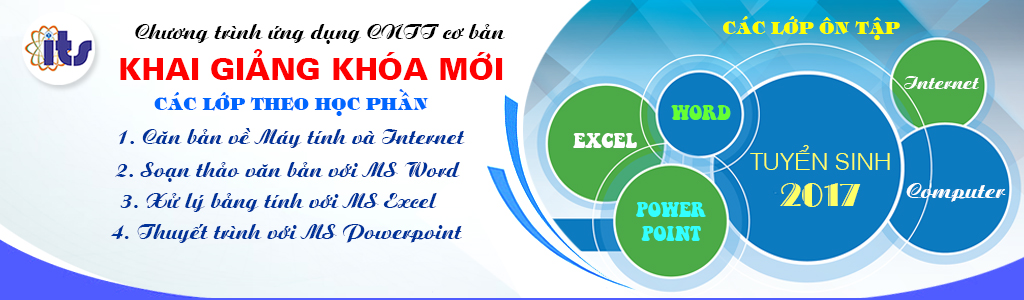 its
Chương trình ứng dụng CNTT cơ bản
KHAI GIẢNG KHÓA MỚI
CÁC LỚP THEO HỌC PHẦN
1. Căn bản về Máy tính và Internet
2. Soạn thảo văn bản với MS Word
3. Xử lý bảng tính với MS Excel
4. Thuyết trình với MS Powerpoint
CÁC LỚP ÔN TẬP
EXCEL
WORD
POWER
POINT
TUYỂN SINH
2017
Internet
Computer